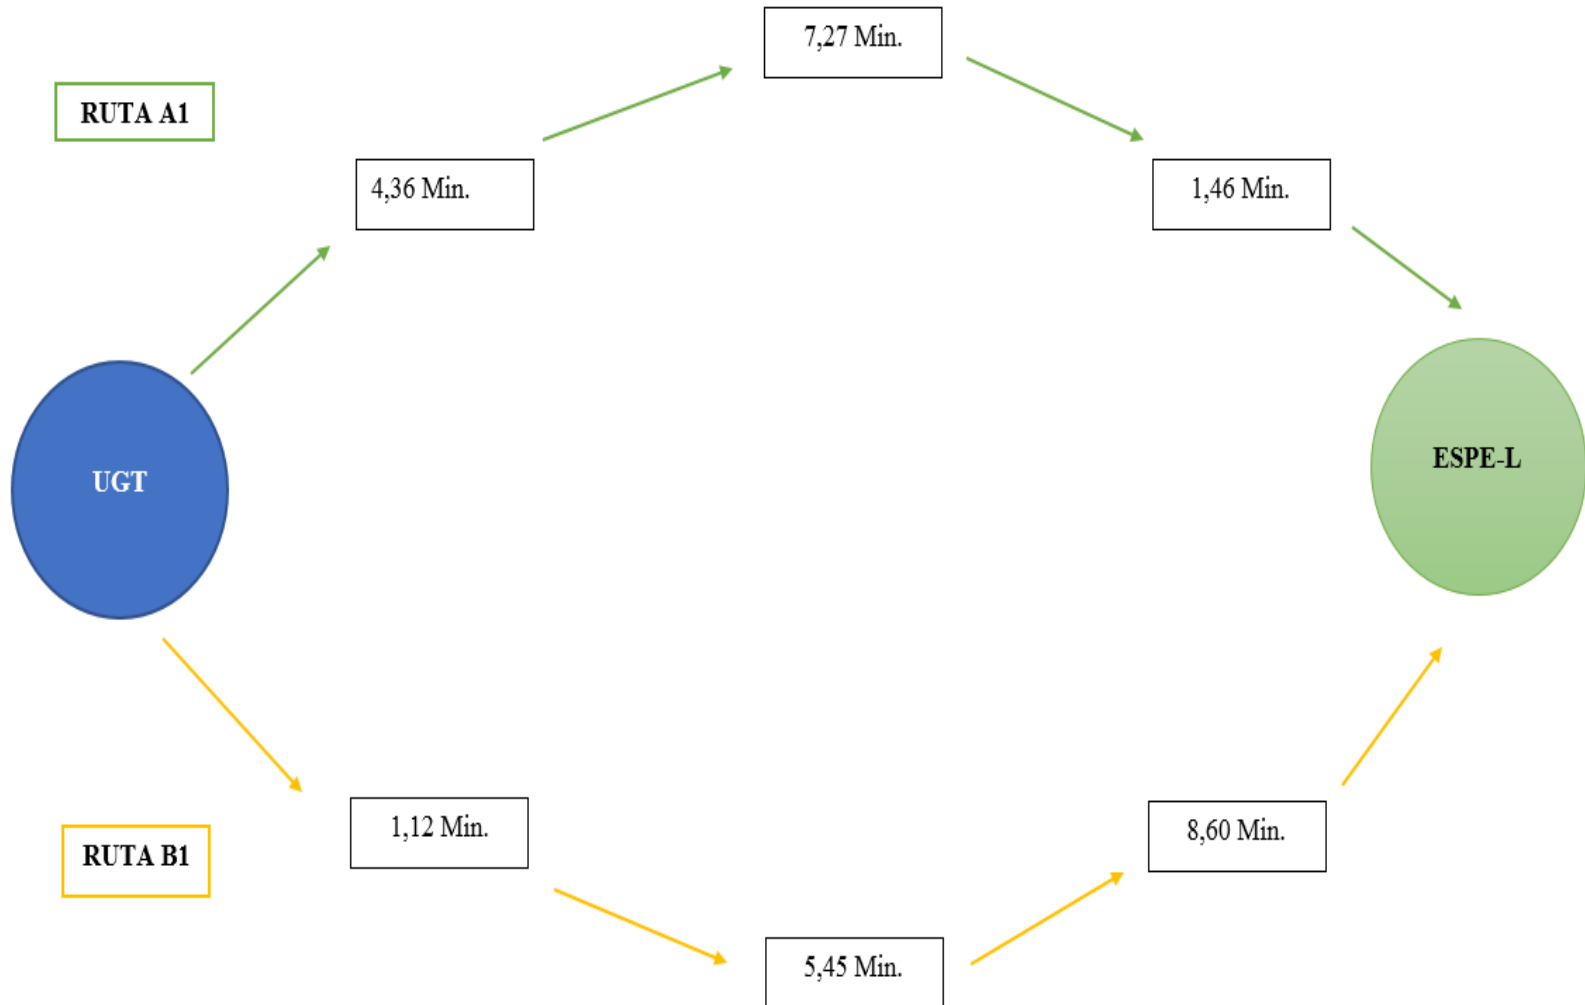 7,27 Min.
RUTA A1
4,36 Min.
1,46 Min.
UGT
ESPE-L
1,12 Min.
8,60 Min.
RUTA B1
5,45 Min.